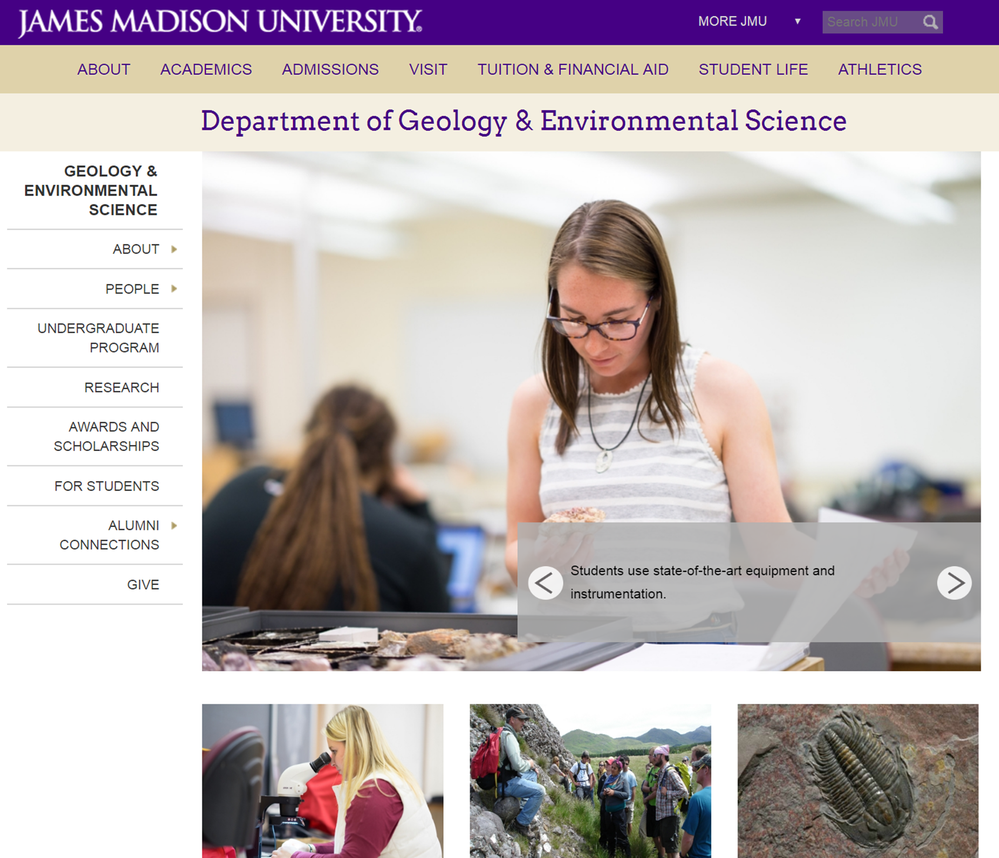 JAMES MADISON UNIVERSITY®
MORE JMU ▼
Search JMU
ABOUT ACADEMICS ADMISSIONS VISIT TUITION & FINANCIAL AID STUDENT LIFE ATHLETICS
Department of Geology & Environmental Science
GEOLOGY &
ENVIRONMENTAL
SCIENCE
ABOUT
PEOPLE
UNDERGRADUATE
PROGRAM
RESEARCH
AWARDS AND
SCHOLARSHIPS
FOR STUDENTS
ALUMNI
CONNECTIONS
GIVE
Students use state-of-the-art equipment and
instrumentation.